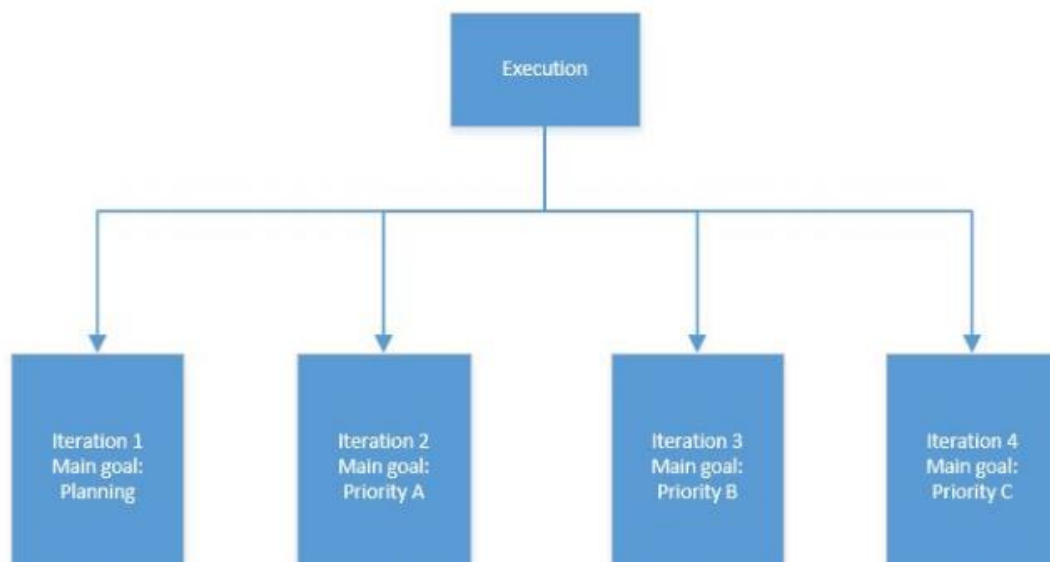 Execution
Iteration 1
Main goal:
Planning
Iteration 2
Main goal:
Priority A
Iteration 3
Main goal:
Priority B
Iteration 4
Main goal:
Priority C